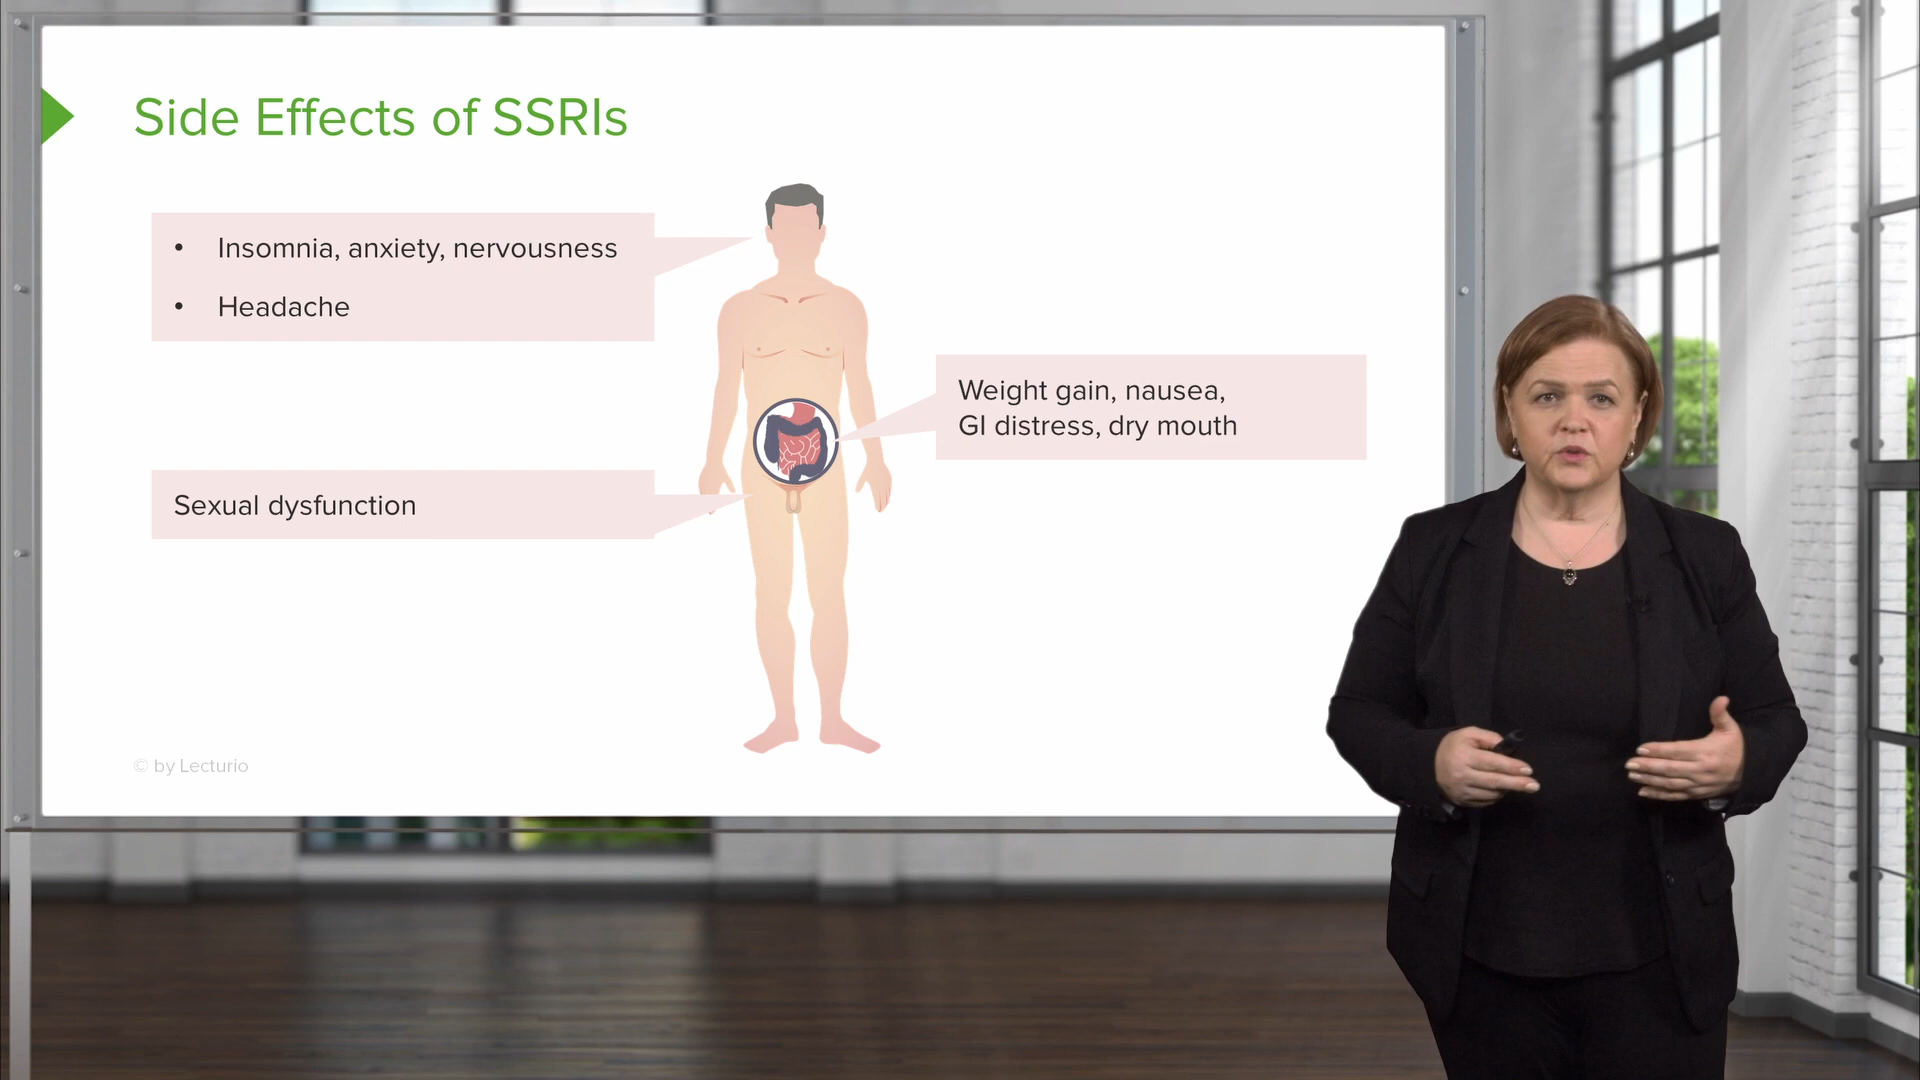 Side Effects of SSRIs
• Insomnia, anxiety, nervousness
• Headache
Weight gain, nausea,
GI distress, dry mouth
Sexual dysfunction
© by Lecturio